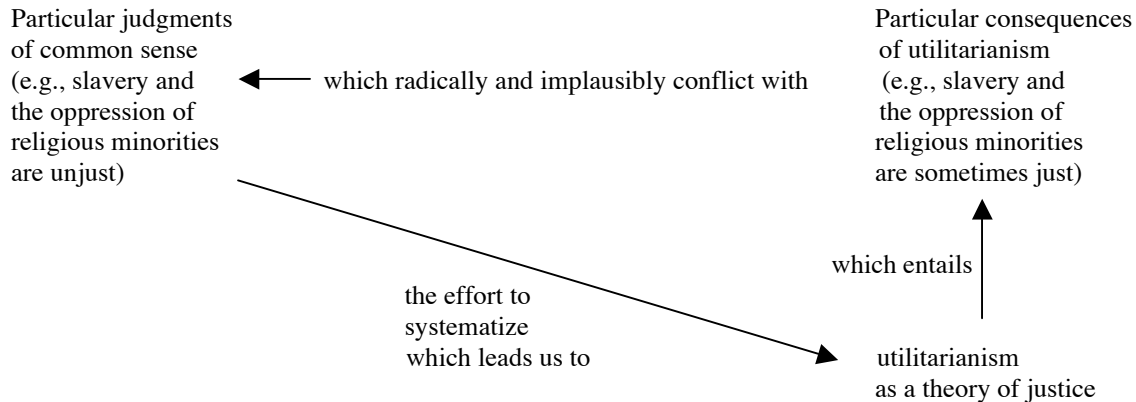 Particular judgments
of common sense
(e.g., slavery and
the oppression of
religious minorities
are unjust)
which radically and implausibly conflict with
Particular consequences
of utilitarianism
(e.g., slavery and
the oppression of
religious minorities
are sometimes just)
which entails
the effort to
systematize
which leads us to
utilitarianism
as a theory of justice